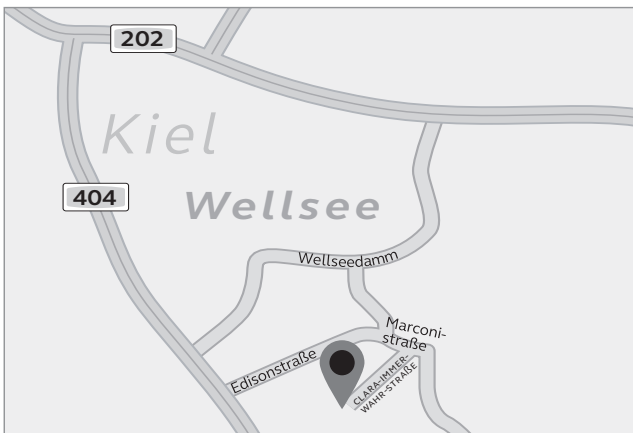 202
Kiel
404
Wellsee
Wellseedamm
Marconi-
straße
Edisonstraße
CLARA-IMMER-
WAHR-STRAßE